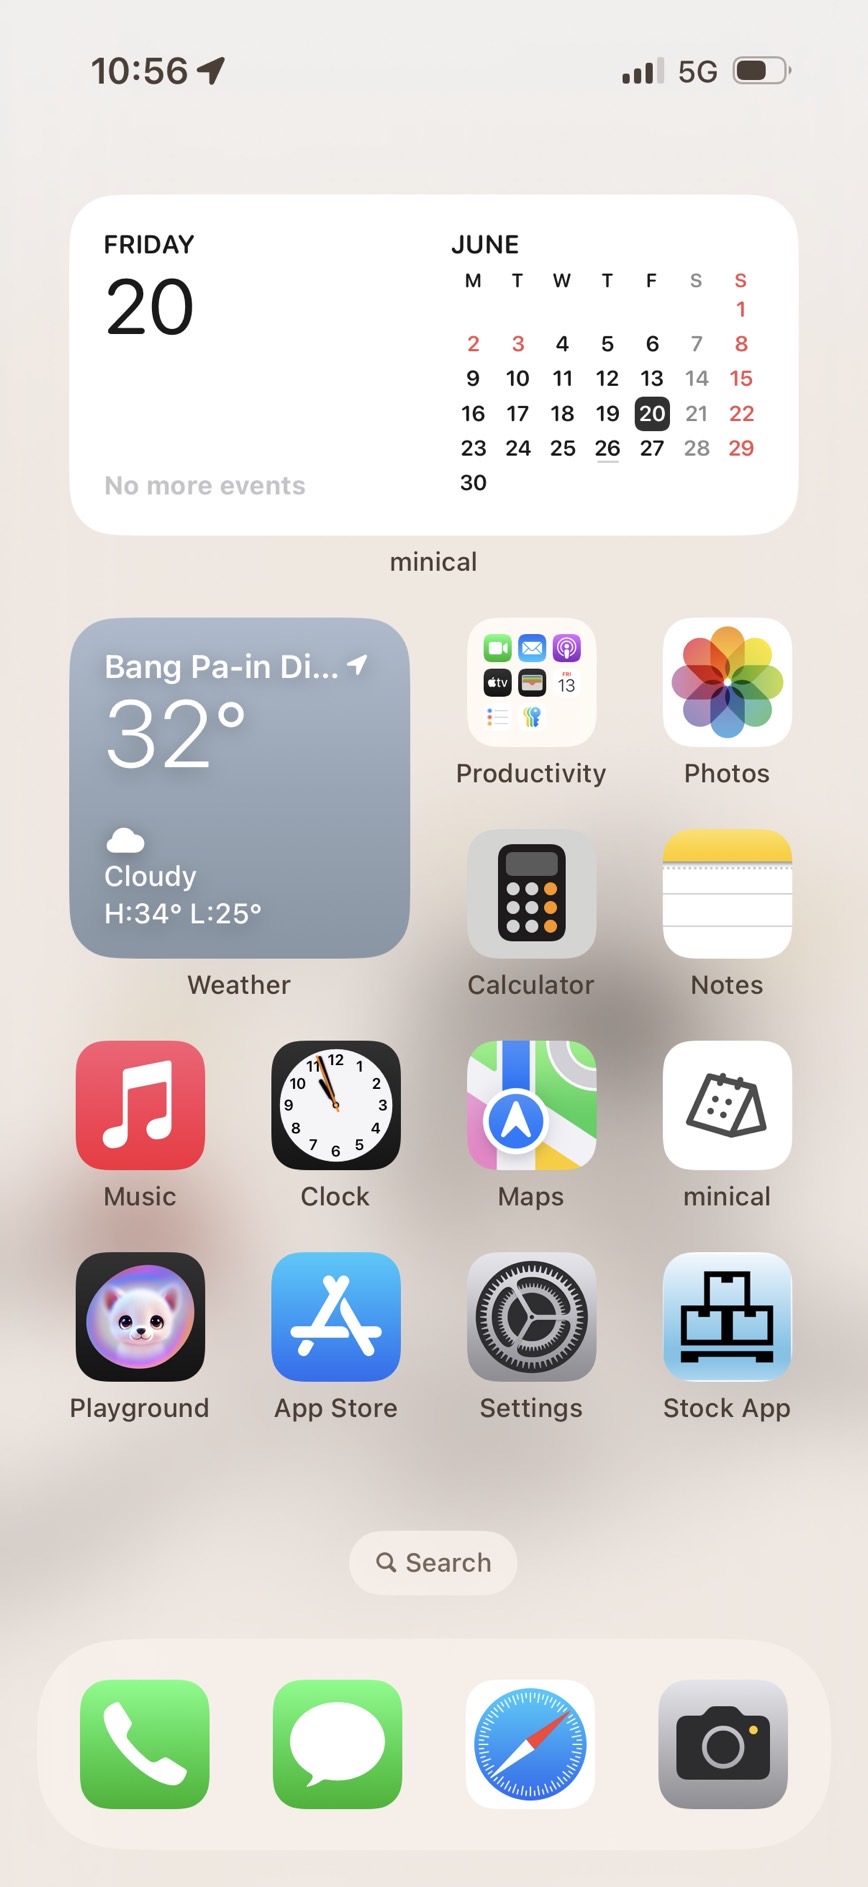 10:56
5G
FRIDAY
20
No more events
JUNE
M T W T F S S
1
2 3 4 5 6 7 8
9 10 11 12 13 14 15
16 17 18 19 20 21 22
23 24 25 26 27 28 29
30
minical
Bang Pa-in Di...
32°
Cloudy
H:34° L:25°
Weather
tv
FRI
13
Productivity
Photos
Calculator
Notes
12
1
2
3
4
5
6
7
8
9
10
11
Music
Clock
Maps
minical
Playground
App Store
Settings
Stock App
Search